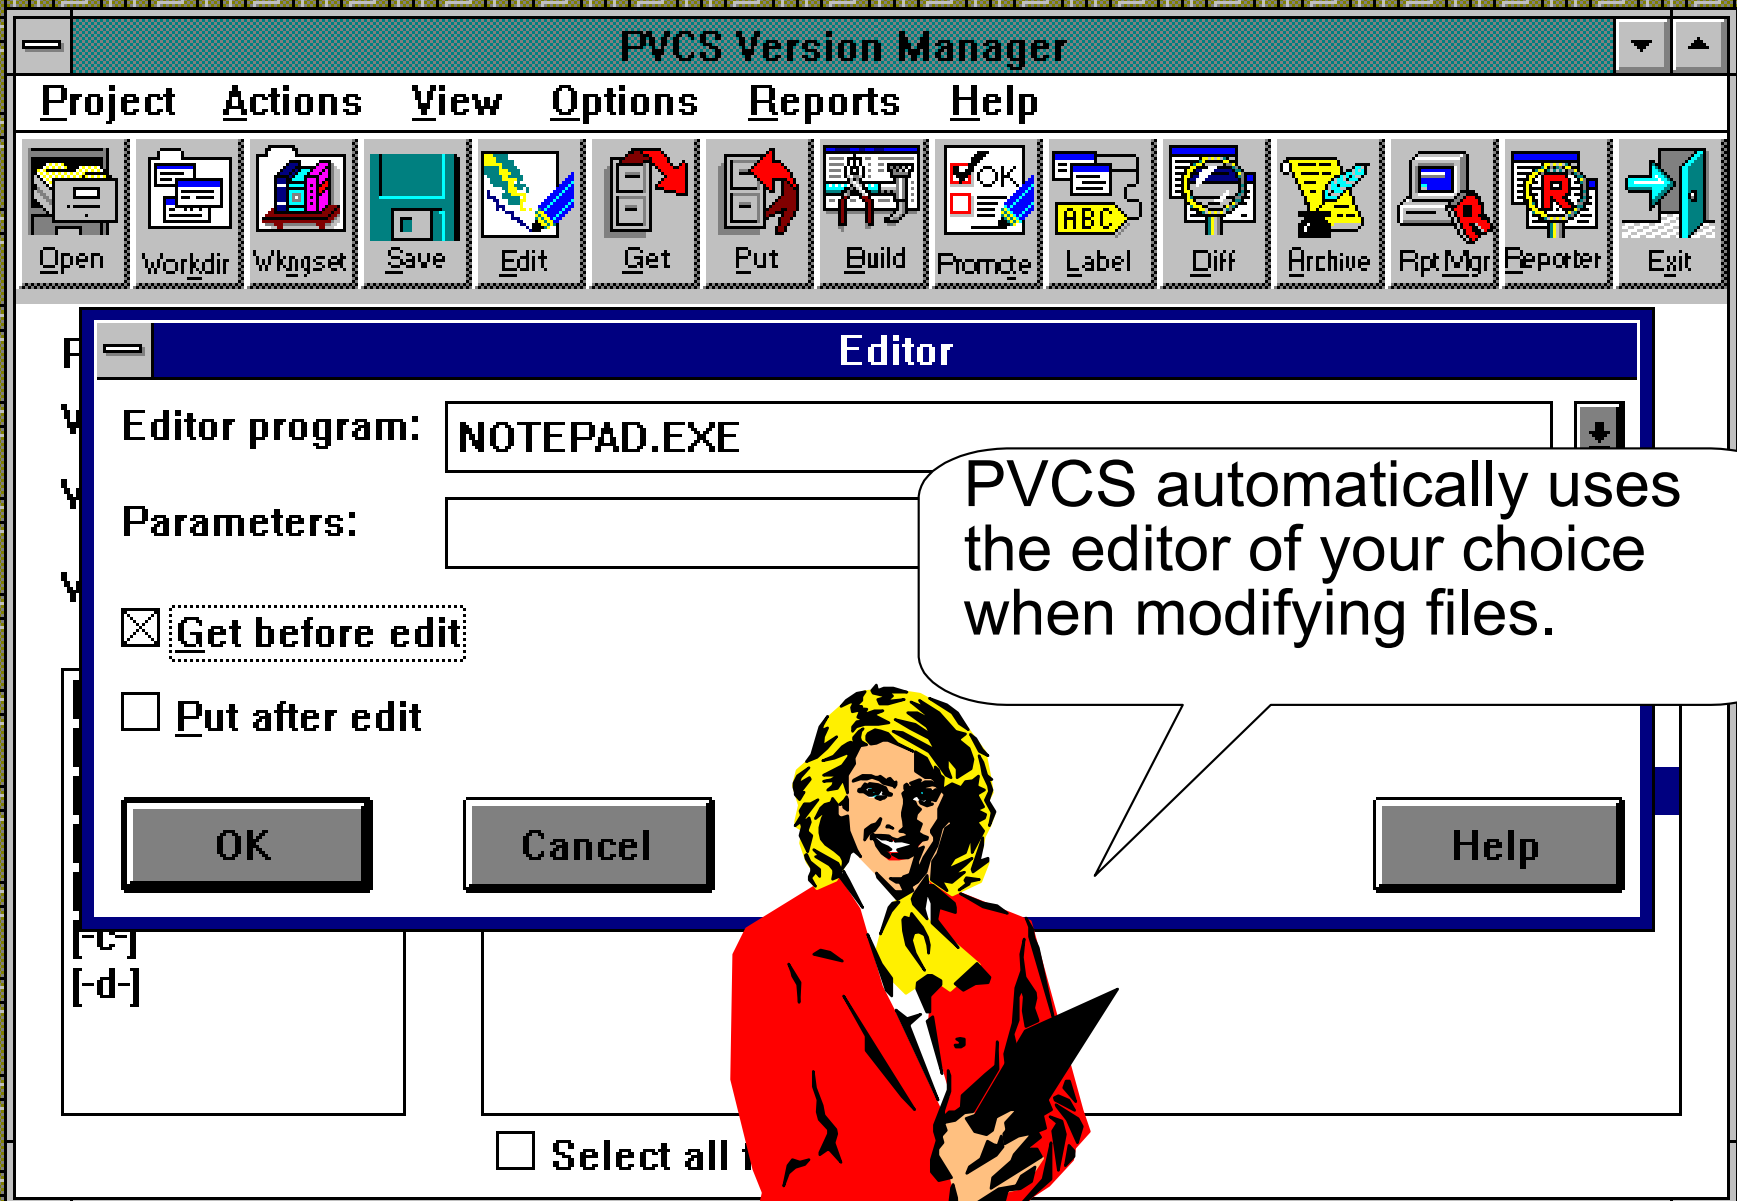 PVCS Version Manager
Project Actions View Options Reports Help
OK
ABC
R
Open Workdir Wkngset Save Edit Get Put Build Promote Label Diff Archive Rpt Mgr Reporter Exit
Editor
Editor program: NOTEPAD.EXE
Parameters:
PVCS automatically uses
the editor of your choice
when modifying files.
Get before edit
Put after edit
OK Cancel Help
[-c-]
[-d-]
Select all